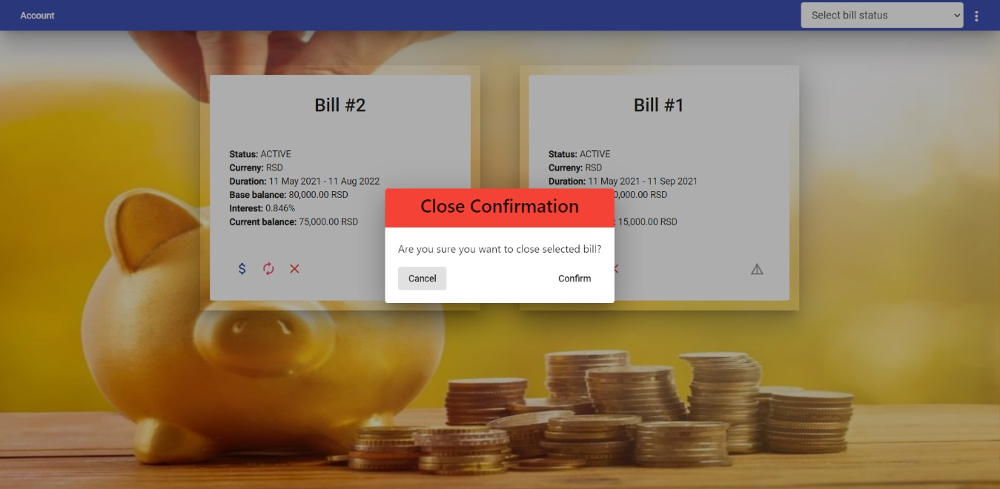 Account
Select bill status
Bill #2
Status: ACTIVE
Curreny: RSD
Duration: 11 May 2021 - 11 Aug 2022
Base balance: 80,000.00 RSD
Interest: 0.846%
Current balance: 75,000.00 RSD
$
Bill #1
Status: ACTIVE
Curreny: RSD
Duration: 11 May 2021 - 11 Sep 2021
0,000.00 RSD
: 15,000.00 RSD
Close Confirmation
Are you sure you want to close selected bill?
Cancel
Confirm